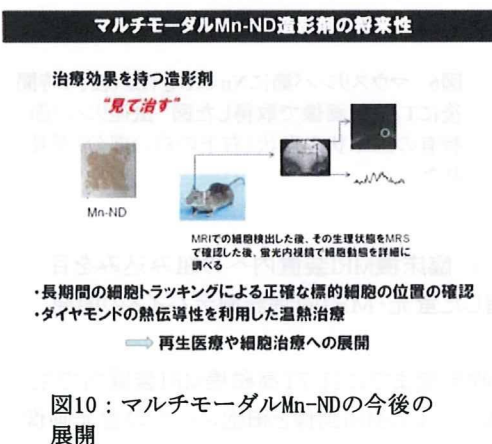 マルチモーダルMn-ND造影剤の将来性
治療効果を持つ造影剤
“見て治す”
Mn-ND
MRIでの細胞検出した後、その生理状態をMRS
で確認した後、蛍光内視鏡で細胞動態を詳細に
調べる
・長期間の細胞トラッキングによる正確な標的細胞の位置の確認
・ダイヤモンドの熱伝導性を利用した温熱治療
⇒ 再生医療や細胞治療への展開
図10：マルチモーダルMn-NDの今後の
展開